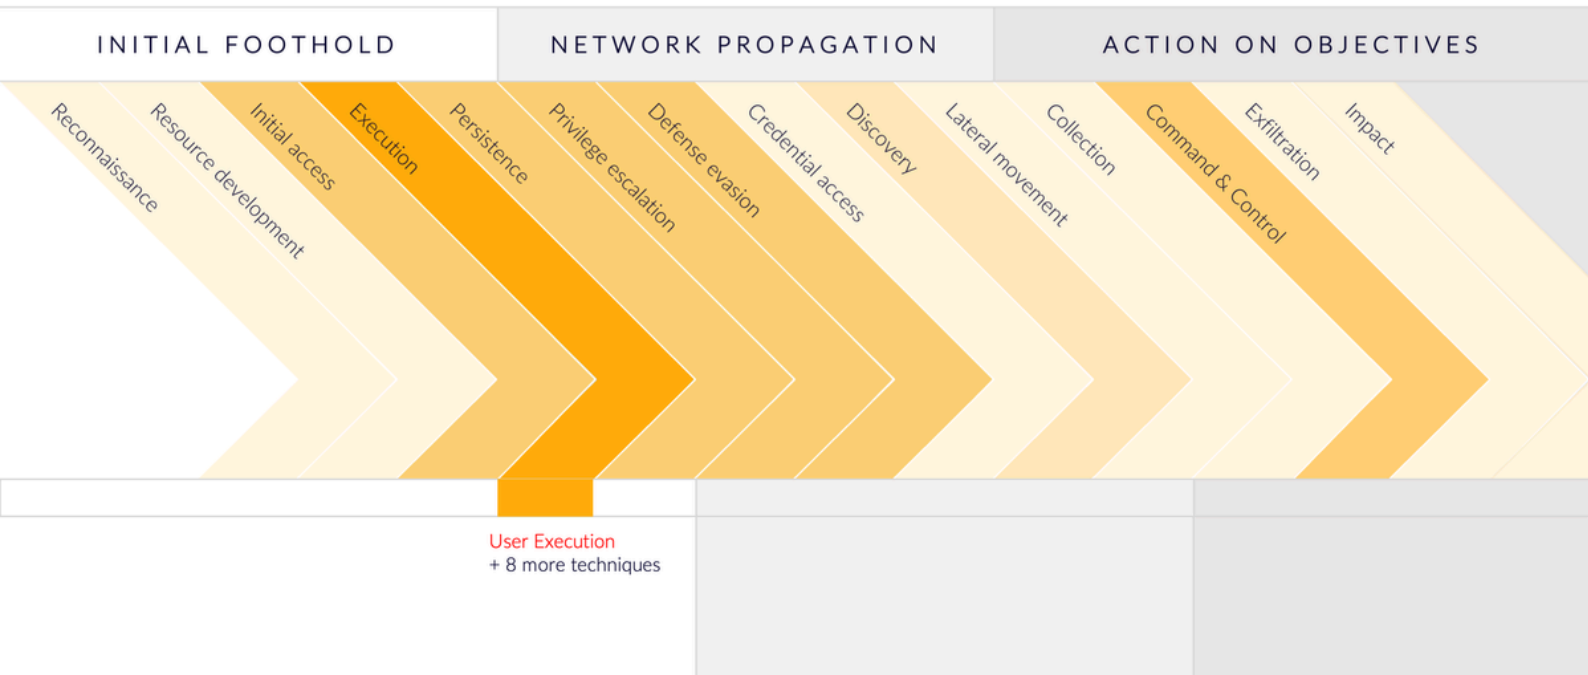 INITIAL FOOTHOLD
NETWORK PROPAGATION
ACTION ON OBJECTIVES
Reconnaissance
Resource development
Initial access
Execution
Persistence
Privilege escalation
Defense evasion
Credential access
Discovery
Lateral movement
Collection
Command & Control
Exfiltration
Impact
User Execution
+ 8 more techniques